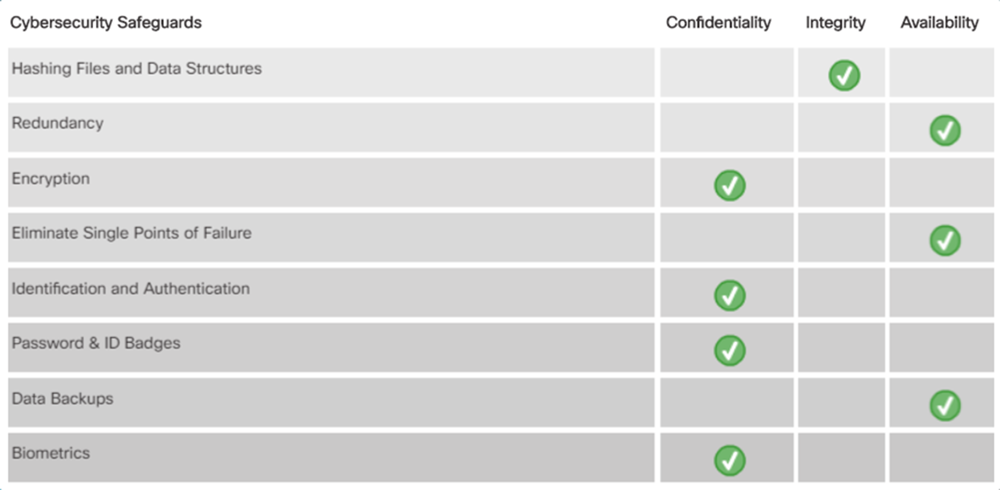 Cybersecurity Safeguards Confidentiality Integrity Availability
Hashing Files and Data Structures
Redundancy
Encryption
Eliminate Single Points of Failure
Identification and Authentication
Password & ID Badges
Data Backups
Biometrics